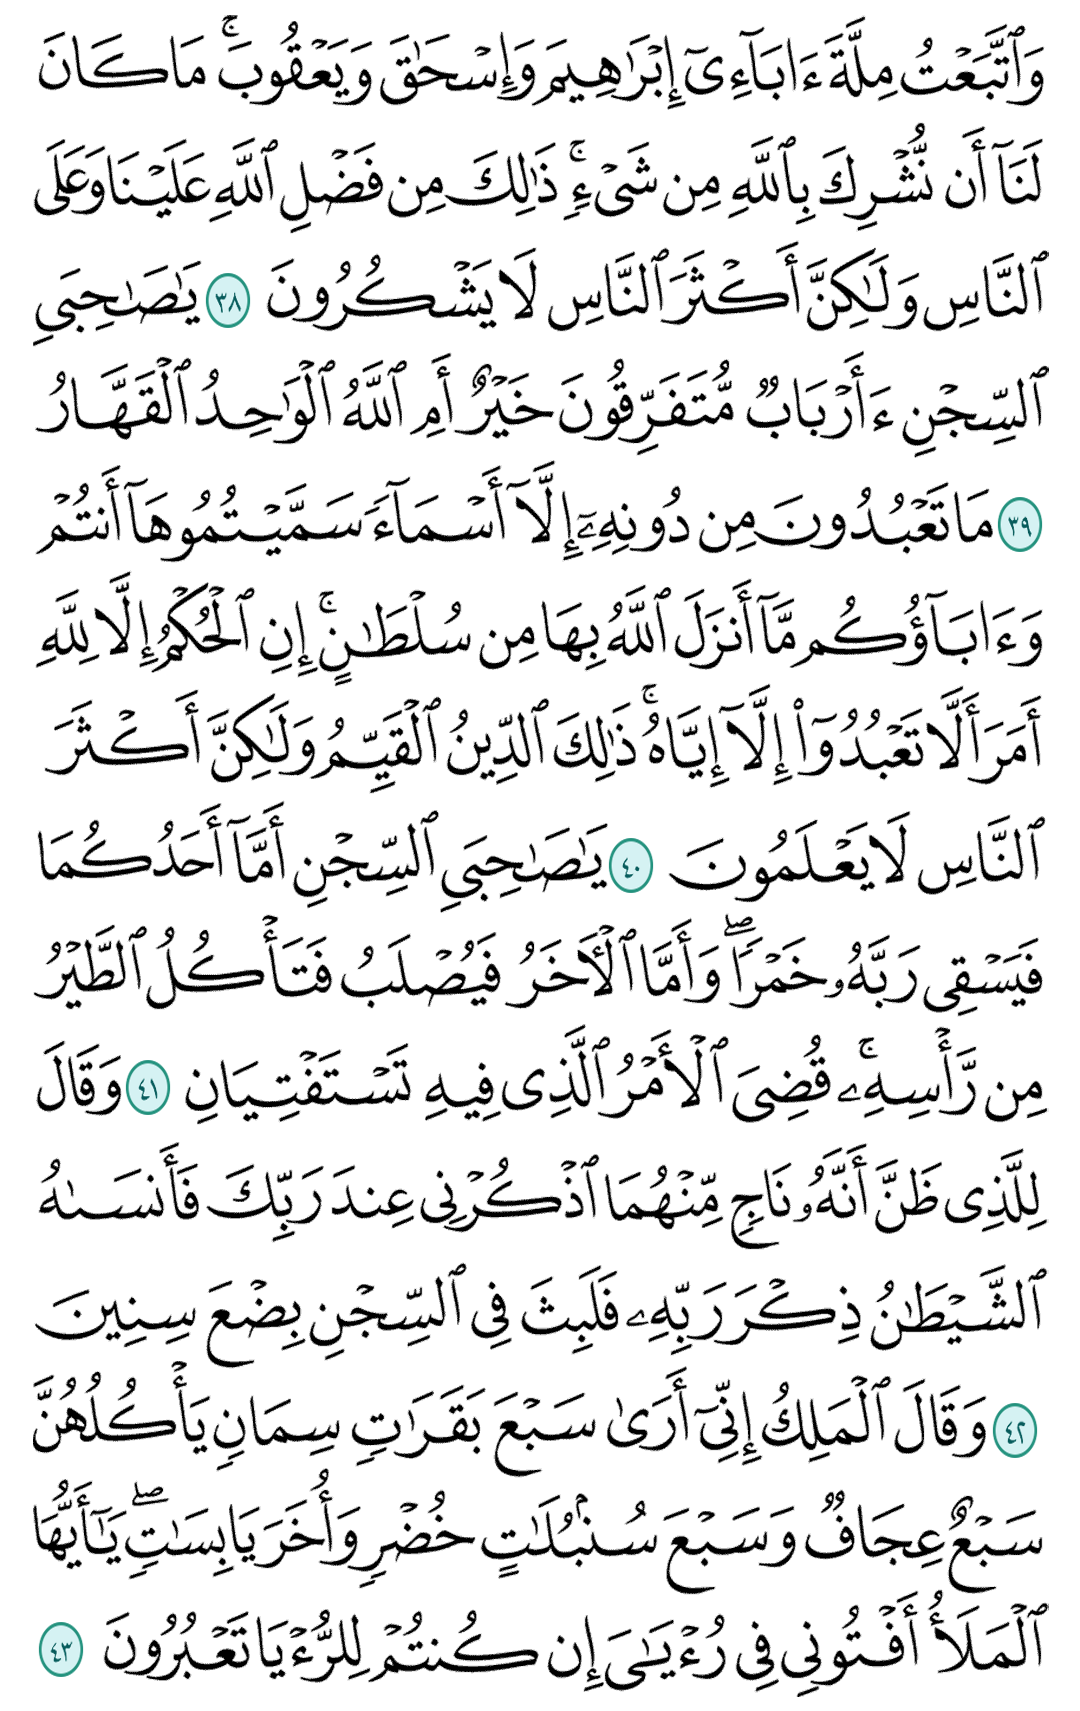 وَٱتَّبَعۡتُ مِلَّةَ ءَابَآءِيٓ إِبۡرَٰهِيمَ وَإِسۡحَٰقَ وَيَعۡقُوبَۚ مَا كَانَ
لَنَآ أَن نُّشۡرِكَ بِٱللَّهِ مِن شَيۡءٖۚ ذَٰلِكَ مِن فَضۡلِ ٱللَّهِ عَلَيۡنَا وَعَلَى
ٱلنَّاسِ وَلَٰكِنَّ أَكۡثَرَ ٱلنَّاسِ لَا يَشۡكُرُونَ ٣٨ يَٰصَٰحِبَيِ
ٱلسِّجۡنِ ءَأَرۡبَابٞ مُّتَفَرِّقُونَ خَيۡرٌ أَمِ ٱللَّهُ ٱلۡوَٰحِدُ ٱلۡقَهَّارُ
٣٩ مَا تَعۡبُدُونَ مِن دُونِهِۦٓ إِلَّآ أَسۡمَآءٗ سَمَّيۡتُمُوهَآ أَنتُمۡ
وَءَابَآؤُكُم مَّآ أَنزَلَ ٱللَّهُ بِهَا مِن سُلۡطَٰنٍۚ إِنِ ٱلۡحُكۡمُ إِلَّا لِلَّهِ
أَمَرَ أَلَّا تَعۡبُدُوٓاْ إِلَّآ إِيَّاهُۚ ذَٰلِكَ ٱلدِّينُ ٱلۡقَيِّمُ وَلَٰكِنَّ أَكۡثَرَ
ٱلنَّاسِ لَا يَعۡلَمُونَ ٤٠ يَٰصَٰحِبَيِ ٱلسِّجۡنِ أَمَّآ أَحَدُكُمَا
فَيَسۡقِي رَبَّهُۥ خَمۡرٗاۖ وَأَمَّا ٱلۡأٓخَرُ فَيُصۡلَبُ فَتَأۡكُلُ ٱلطَّيۡرُ
مِن رَّأۡسِهِۦۚ قُضِيَ ٱلۡأَمۡرُ ٱلَّذِي فِيهِ تَسۡتَفۡتِيَانِ ٤١ وَقَالَ
لِلَّذِي ظَنَّ أَنَّهُۥ نَاجٖ مِّنۡهُمَا ٱذۡكُرۡنِي عِندَ رَبِّكَ فَأَنسَىٰهُ
ٱلشَّيۡطَٰنُ ذِكۡرَ رَبِّهِۦ فَلَبِثَ فِي ٱلسِّجۡنِ بِضۡعَ سِنِينَ
٤٢ وَقَالَ ٱلۡمَلِكُ إِنِّيٓ أَرَىٰ سَبۡعَ بَقَرَٰتٖ سِمَانٖ يَأۡكُلُهُنَّ
سَبۡعٌ عِجَافٞ وَسَبۡعَ سُنۢبُلَٰتٍ خُضۡرٖ وَأُخَرَ يَابِسَٰتٖۖ يَٰٓأَيُّهَا
ٱلۡمَلَأُ أَفۡتُونِي فِي رُءۡيَٰيَ إِن كُنتُمۡ لِلرُّءۡيَا تَعۡبُرُونَ ٤٣